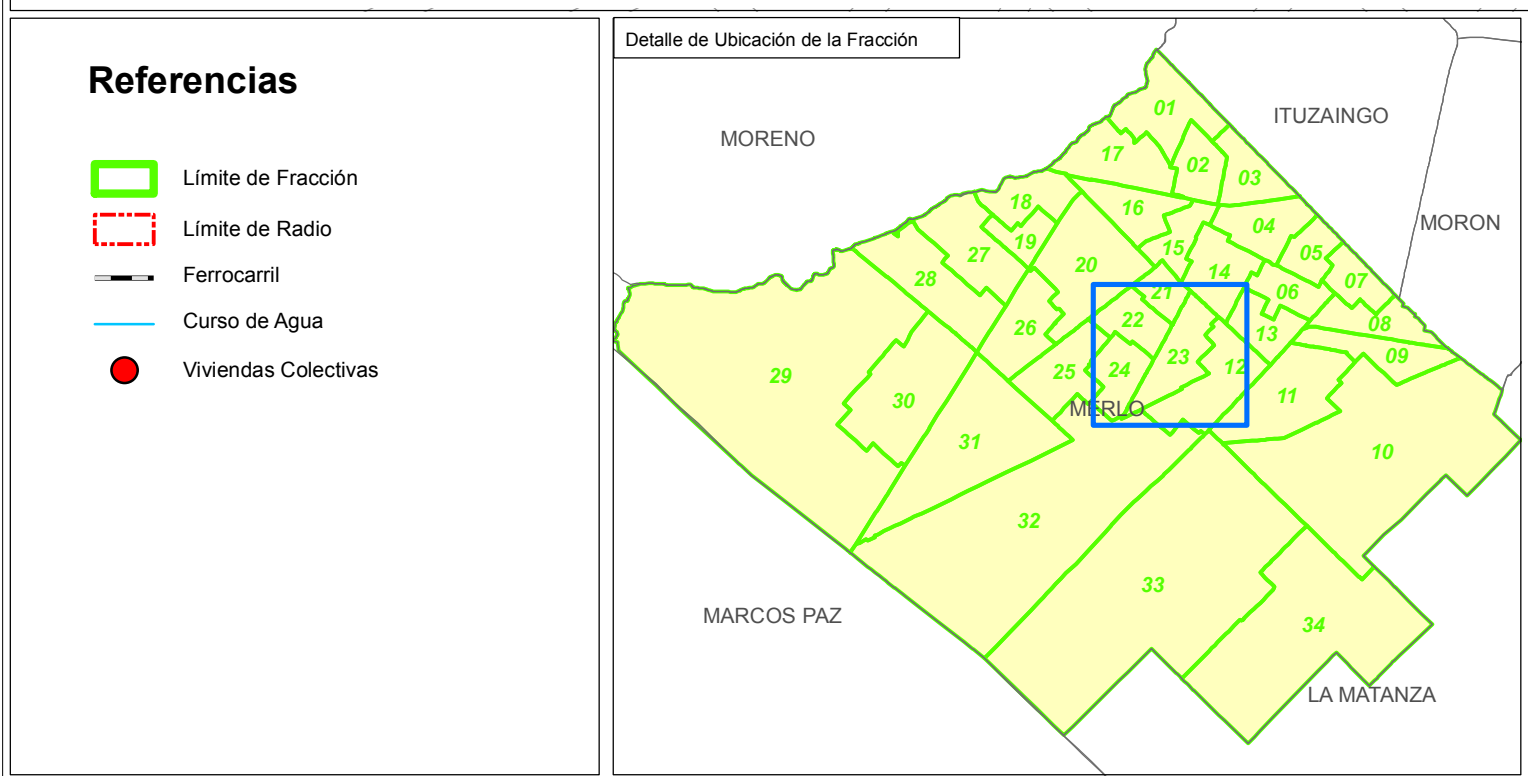 Referencias
Límite de Fracción
Límite de Radio
Ferrocarril
Curso de Agua
Viviendas Colectivas
Detalle de Ubicación de la Fracción
MORENO
ITUZAINGO
MORON
MERLO
MARCOS PAZ
LA MATANZA
01
17
02
03
18
16
04
19
15
05
27
20
14
07
28
21
06
22
08
26
13
09
23
12
24
25
29
11
30
31
10
32
33
34